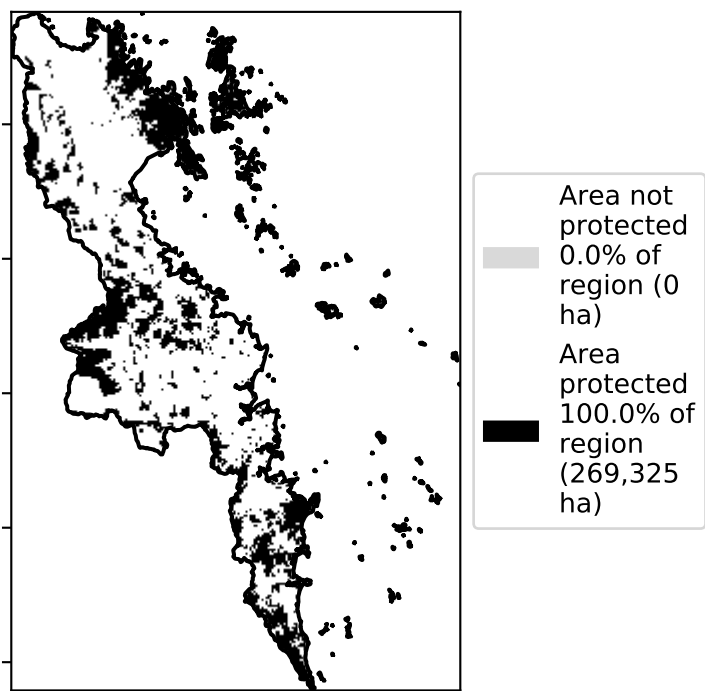 Area not
protected
0.0% of
region (0
ha)
Area
protected
100.0% of
region
(269,325
ha)